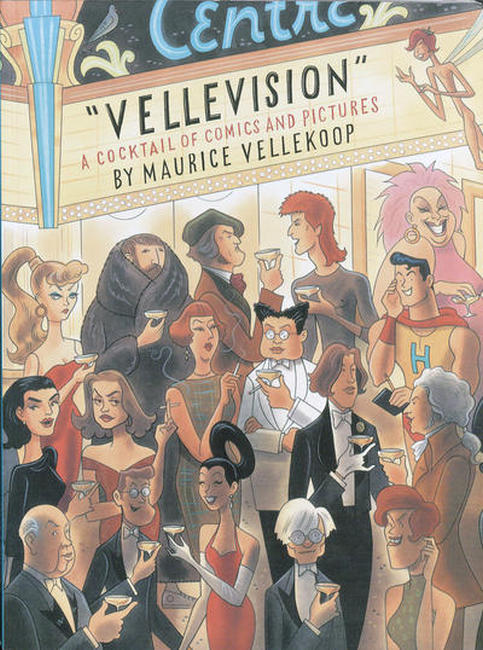 Centre
"VELLEVISION"
A COCKTAIL OF COMICS AND PICTURES
BY MAURICE VELLEKOOP
H